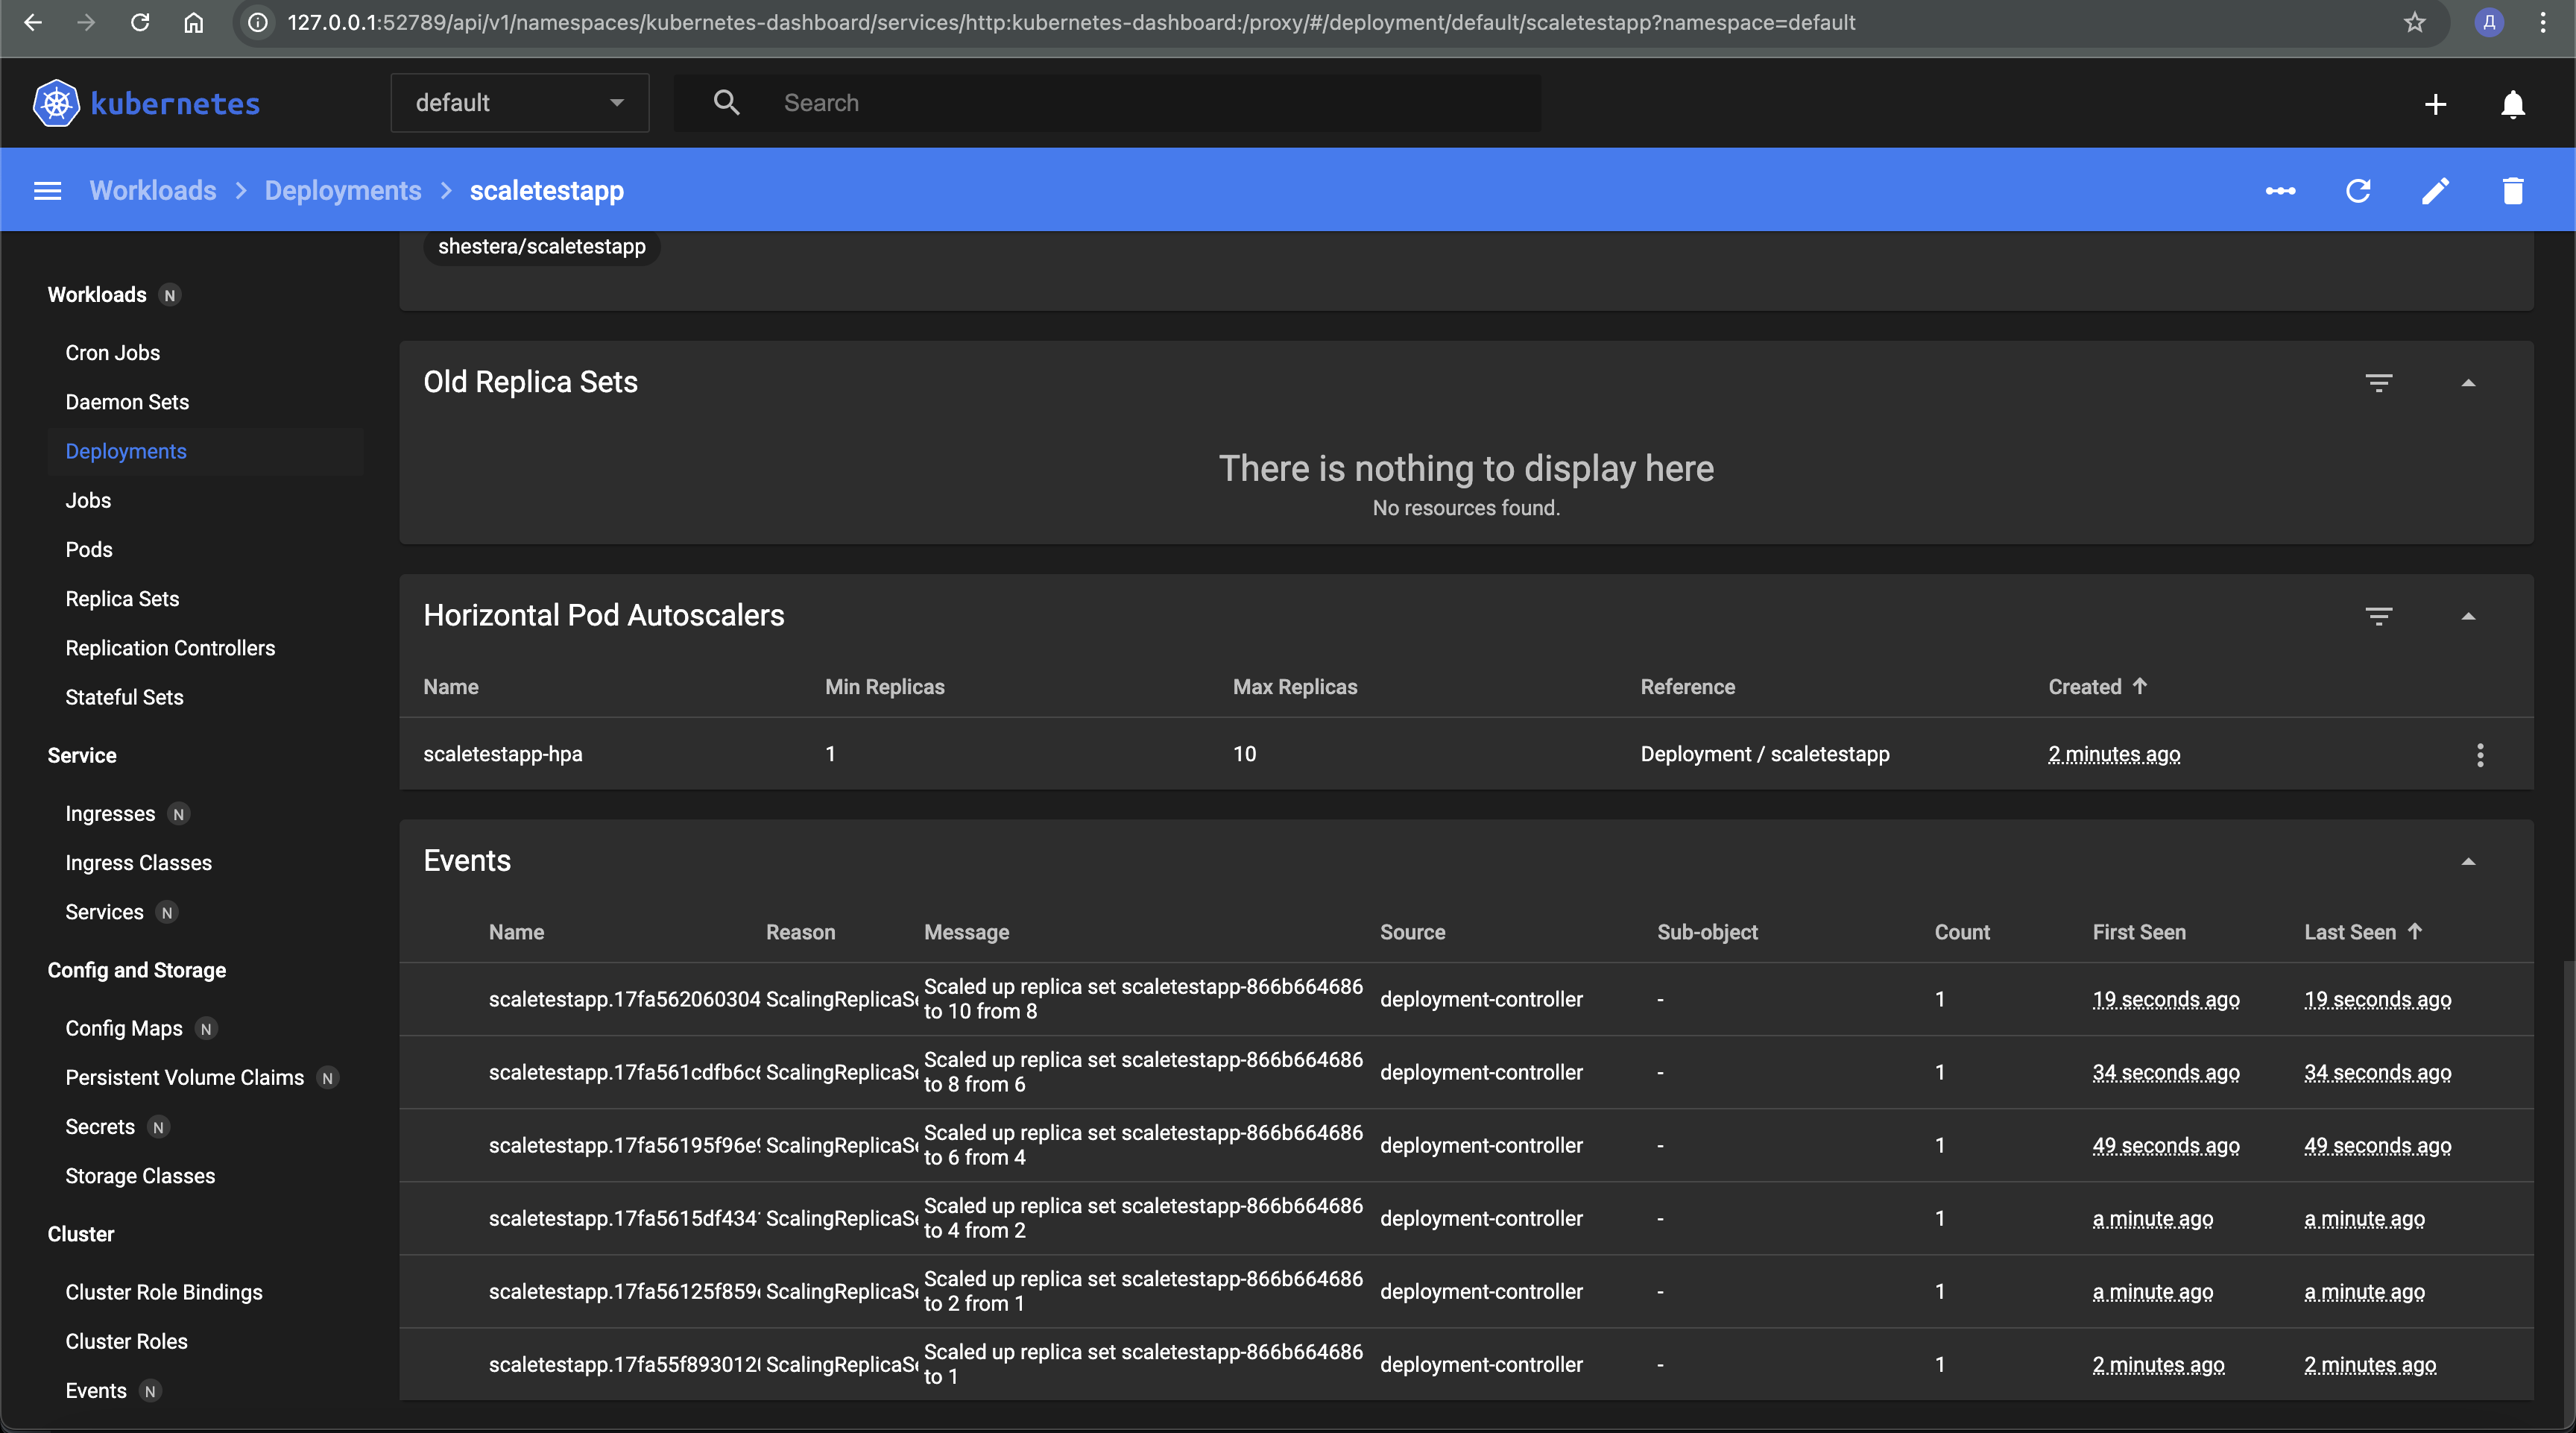 127.0.0.1:52789/api/v1/namespaces/kubernetes-dashboard/services/http:kubernetes-dashboard:/proxy/#/deployment/default/scaletestapp?namespace=default
Д
kubernetes
default
Search
Workloads > Deployments > scaletestapp
shestera/scaletestapp
Workloads N
Cron Jobs
Daemon Sets
Deployments
Jobs
Pods
Replica Sets
Replication Controllers
Stateful Sets
Service
Ingresses N
Ingress Classes
Services N
Config and Storage
Config Maps N
Persistent Volume Claims N
Secrets N
Storage Classes
Cluster
Cluster Role Bindings
Cluster Roles
Events N
Old Replica Sets
There is nothing to display here
No resources found.
Horizontal Pod Autoscalers
Name Min Replicas Max Replicas Reference Created
scaletestapp-hpa 1 10 Deployment / scaletestapp 2 minutes ago
Events
Name Reason Message Source Sub-object Count First Seen Last Seen
scaletestapp.17fa562060304 ScalingReplicaSe Scaled up replica set scaletestapp-866b664686 deployment-controller - 1 19 seconds ago 19 seconds ago
to 10 from 8
scaletestapp.17fa561cdfb6c ScalingReplicaSe Scaled up replica set scaletestapp-866b664686 deployment-controller - 1 34 seconds ago 34 seconds ago
to 8 from 6
scaletestapp.17fa56195f96e ScalingReplicaSe Scaled up replica set scaletestapp-866b664686 deployment-controller - 1 49 seconds ago 49 seconds ago
to 6 from 4
scaletestapp.17fa5615df434 ScalingReplicaSe Scaled up replica set scaletestapp-866b664686 deployment-controller - 1 a minute ago a minute ago
to 4 from 2
scaletestapp.17fa56125f859 ScalingReplicaSe Scaled up replica set scaletestapp-866b664686 deployment-controller - 1 a minute ago a minute ago
to 2 from 1
scaletestapp.17fa55f893012 ScalingReplicaSe Scaled up replica set scaletestapp-866b664686 deployment-controller - 1 2 minutes ago 2 minutes ago
to 1